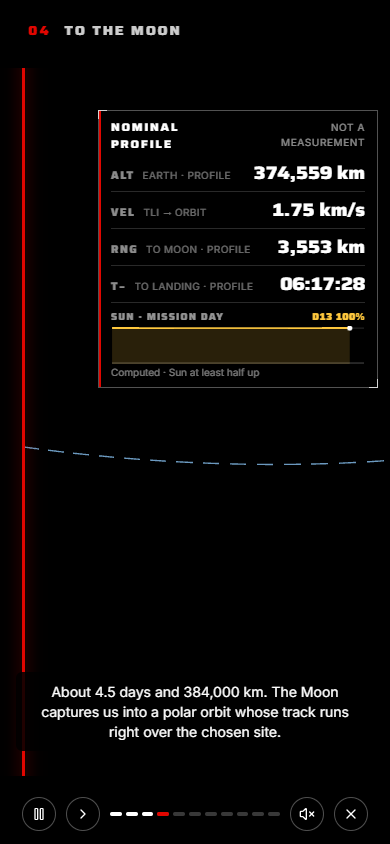 04 TO THE MOON
NOMINAL PROFILE
NOT A MEASUREMENT
ALT EARTH · PROFILE 374,559 km
VEL TLI → ORBIT 1.75 km/s
RNG TO MOON · PROFILE 3,553 km
T− TO LANDING · PROFILE 06:17:28
SUN · MISSION DAY D13 100%
Computed · Sun at least half up
About 4.5 days and 384,000 km. The Moon
captures us into a polar orbit whose track runs
right over the chosen site.